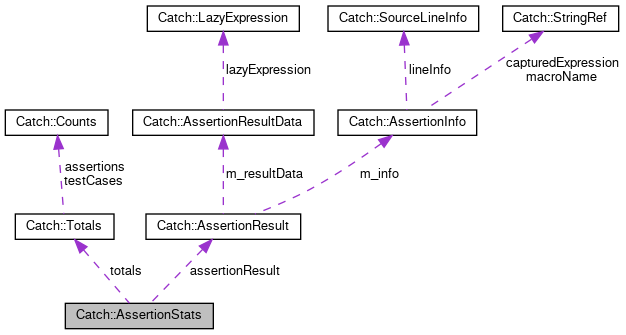 Catch::LazyExpression
Catch::SourceLineInfo
Catch::StringRef
lazyExpression
lineInfo
capturedExpression
macroName
Catch::Counts
Catch::AssertionResultData
Catch::AssertionInfo
assertions
testCases
m_resultData
m_info
Catch::Totals
Catch::AssertionResult
totals
assertionResult
Catch::AssertionStats